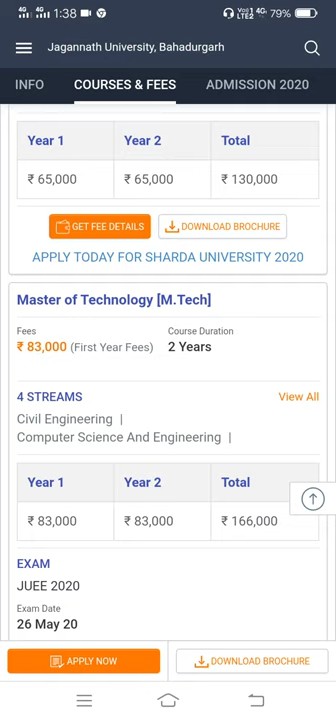 4G 4G 1:38 Vo)) 1 LTE2 4G 79%
Jagannath University, Bahadurgarh
INFO COURSES & FEES ADMISSION 2020
Year 1 Year 2 Total
₹ 65,000 ₹ 65,000 ₹ 130,000
GET FEE DETAILS DOWNLOAD BROCHURE
APPLY TODAY FOR SHARDA UNIVERSITY 2020
Master of Technology [M.Tech]
Fees Course Duration
₹ 83,000 (First Year Fees) 2 Years
4 STREAMS View All
Civil Engineering |
Computer Science And Engineering |
Year 1 Year 2 Total
₹ 83,000 ₹ 83,000 ₹ 166,000
EXAM
JUEE 2020
Exam Date
26 May 20
APPLY NOW DOWNLOAD BROCHURE